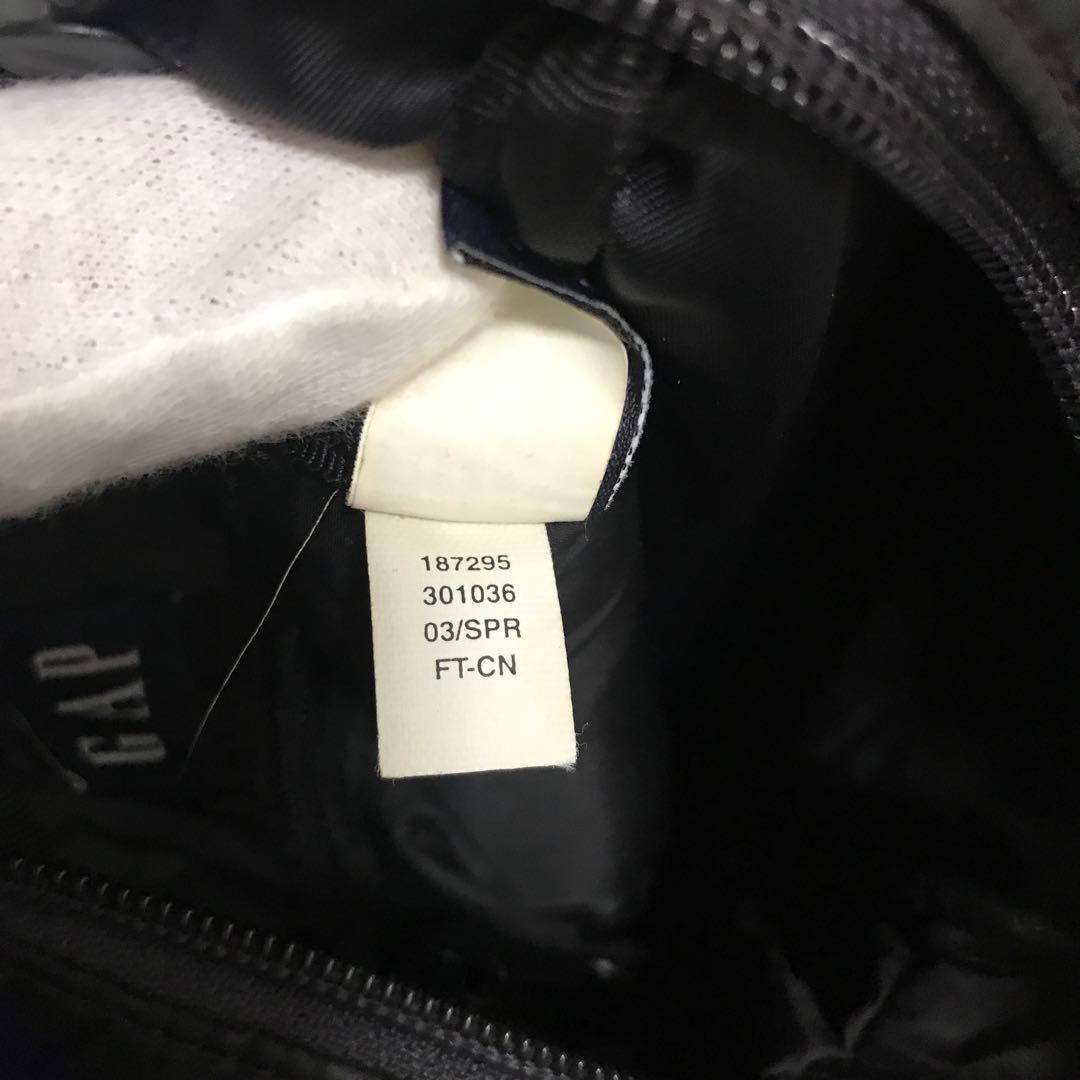 187295
301036
03/SPR
FT-CN
GAP